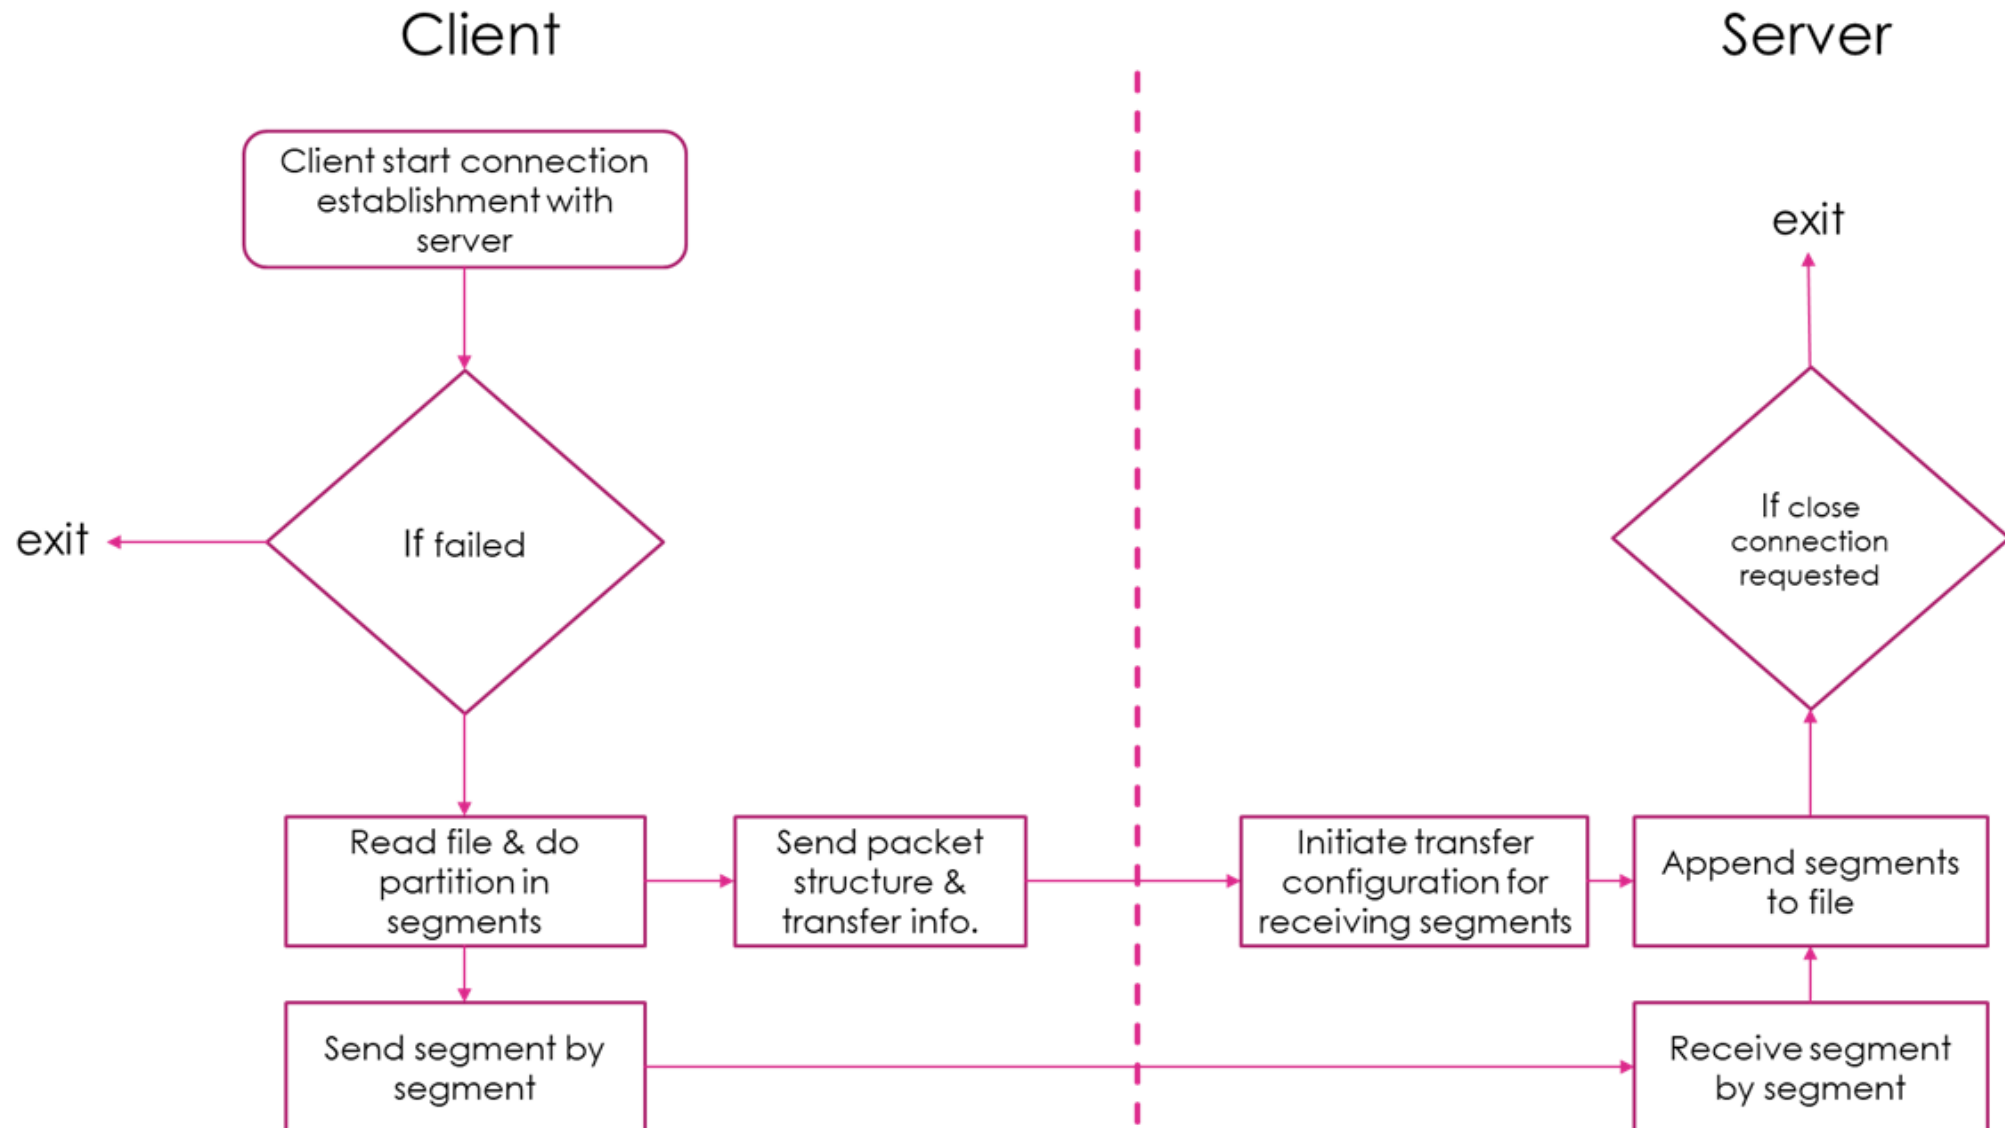 Client
Server
Client start connection
establishment with
server
exit
exit
If failed
If close
connection
requested
Read file & do
partition in
segments
Send packet
structure &
transfer info.
Initiate transfer
configuration for
receiving segments
Append segments
to file
Send segment by
segment
Receive segment
by segment